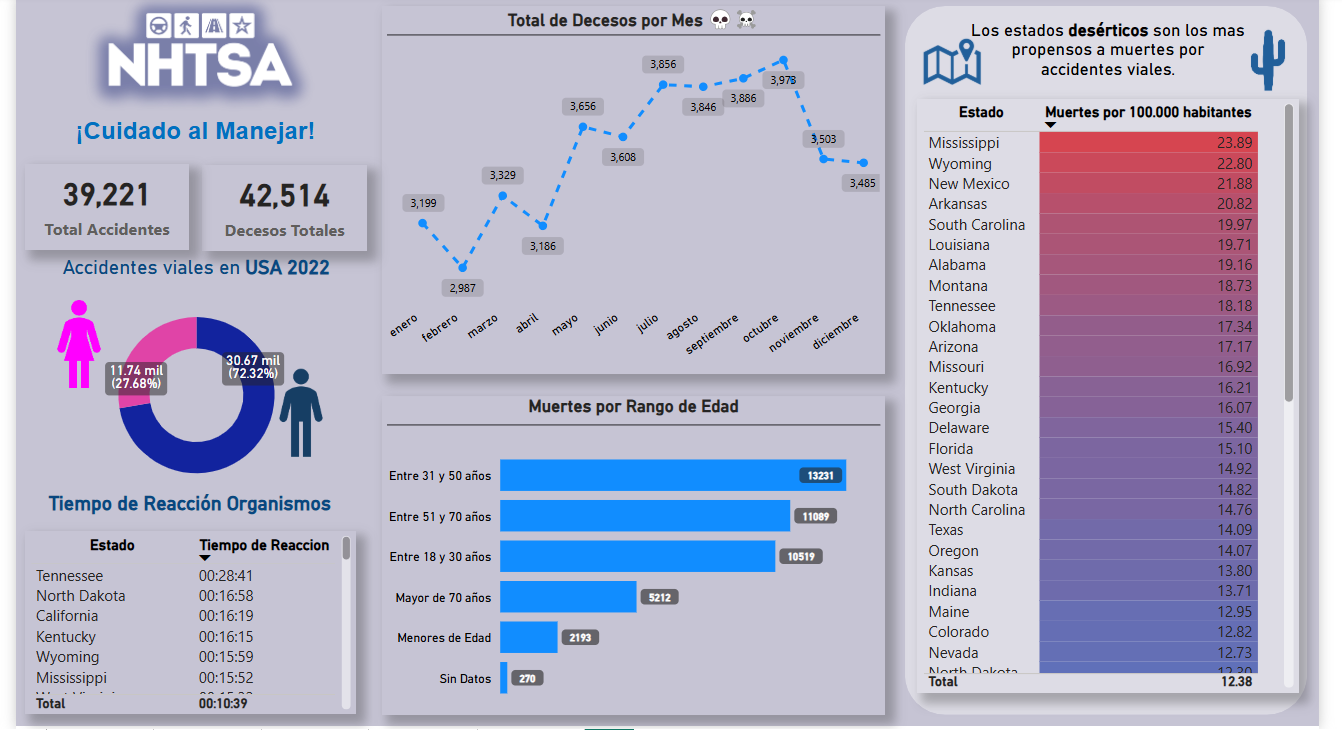 NHTSA
¡Cuidado al Manejar!
39,221
Total Accidentes
42,514
Decesos Totales
Accidentes viales en USA 2022
11.74 mil
(27.68%)
30.67 mil
(72.32%)
Tiempo de Reacción Organismos
Estado Tiempo de Reaccion
Tennessee 00:28:41
North Dakota 00:16:58
California 00:16:19
Kentucky 00:16:15
Wyoming 00:15:59
Mississippi 00:15:52
Total 00:10:39
Total de Decesos por Mes
3,199
2,987
3,329
3,186
3,656
3,608
3,856
3,846
3,886
3,973
3,503
3,485
enero
febrero
marzo
abril
mayo
junio
julio
agosto
septiembre
octubre
noviembre
diciembre
Muertes por Rango de Edad
Entre 31 y 50 años 13231
Entre 51 y 70 años 11089
Entre 18 y 30 años 10519
Mayor de 70 años 5212
Menores de Edad 2193
Sin Datos 270
Los estados desérticos son los mas
propensos a muertes por
accidentes viales.
Estado Muertes por 100.000 habitantes
Mississippi 23.89
Wyoming 22.80
New Mexico 21.88
Arkansas 20.82
South Carolina 19.97
Louisiana 19.71
Alabama 19.16
Montana 18.73
Tennessee 18.18
Oklahoma 17.34
Arizona 17.17
Missouri 16.92
Kentucky 16.21
Georgia 16.07
Delaware 15.40
Florida 15.10
West Virginia 14.92
South Dakota 14.82
North Carolina 14.76
Texas 14.09
Oregon 14.07
Kansas 13.80
Indiana 13.71
Maine 12.95
Colorado 12.82
Nevada 12.73
North Dakota
Total 12.38